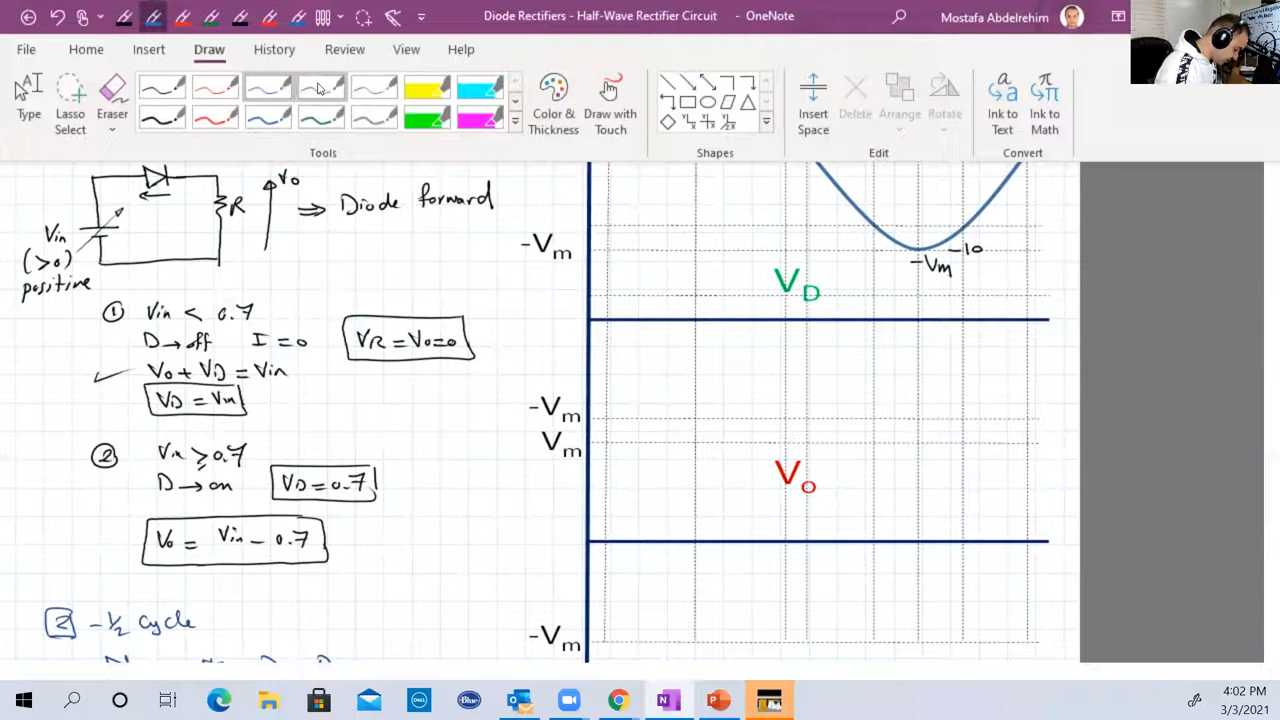 Diode Rectifiers - Half-Wave Rectifier Circuit - OneNote
Mostafa Abdelrehim
File Home Insert Draw History Review View Help
Type
Lasso Select
Eraser
Color & Thickness
Draw with Touch
Insert Space
Delete
Arrange
Rotate
Ink to Text
Ink to Math
Tools
Shapes
Edit
Convert
Vo
R
⇒ Diode forward
Vin
(>0)
positive
① Vin < 0.7
D→off I=0
VR=Vo=0
✓ Vo + VD = Vin
VD = Vm
② Vin ≥ 0.7
D→on VD=0.7
Vo = Vin - 0.7
2 -½ cycle
-Vm
-10
-Vm
VD
-Vm
Vm
Vo
-Vm
DELL
Blue
4:02 PM
3/3/2021